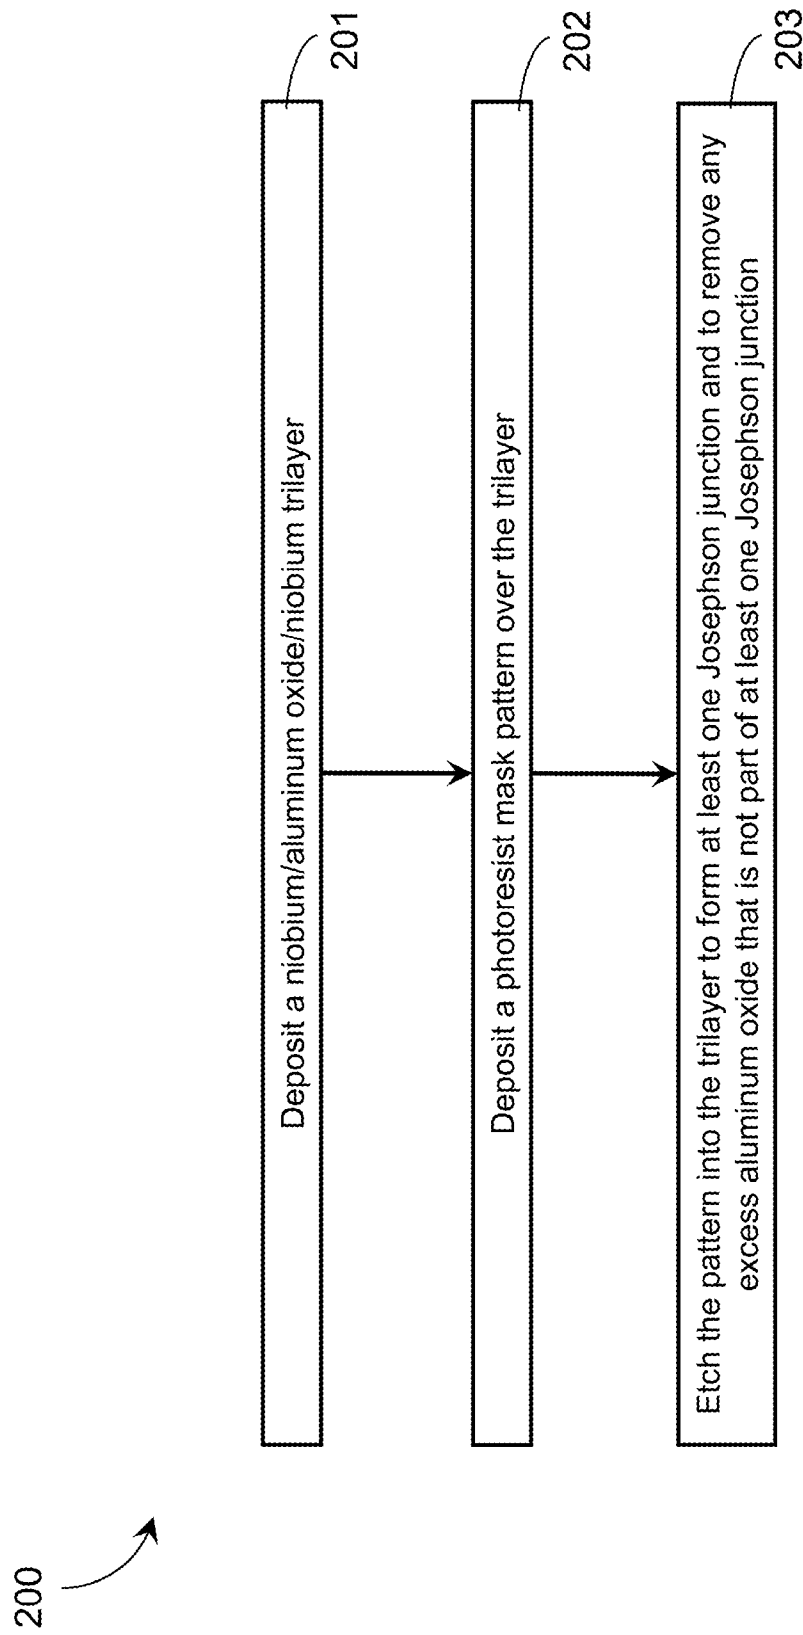 200
Deposit a niobium/aluminum oxide/niobium trilayer
201
Deposit a photoresist mask pattern over the trilayer
202
Etch the pattern into the trilayer to form at least one Josephson junction and to remove any
excess aluminum oxide that is not part of at least one Josephson junction
203